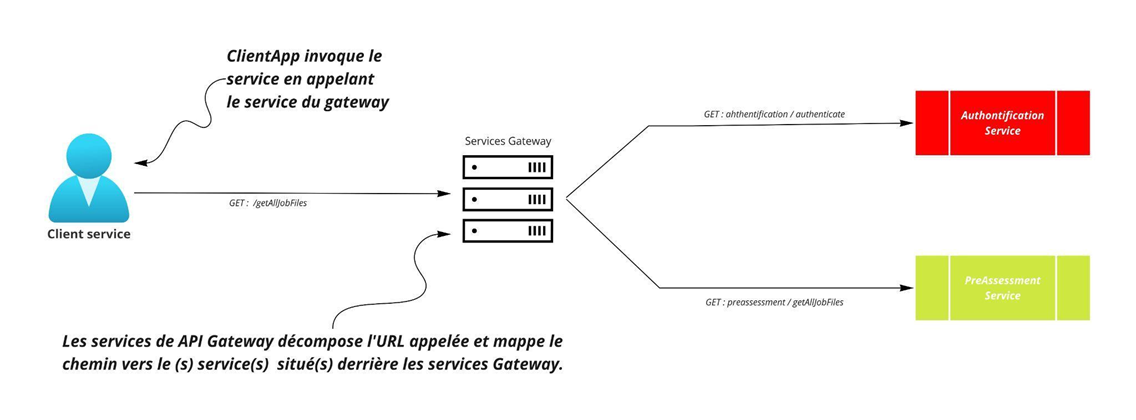 ClientApp invoque le
service en appelant
le service du gateway
Client service
GET : /getAllJobFiles
Services Gateway
GET : ahthentification / authenticate
Authontification
Service
GET : preassessment / getAllJobFiles
PreAssessment
Service
Les services de API Gateway décompose l'URL appelée et mappe le
chemin vers le (s) service(s) situé(s) derrière les services Gateway.